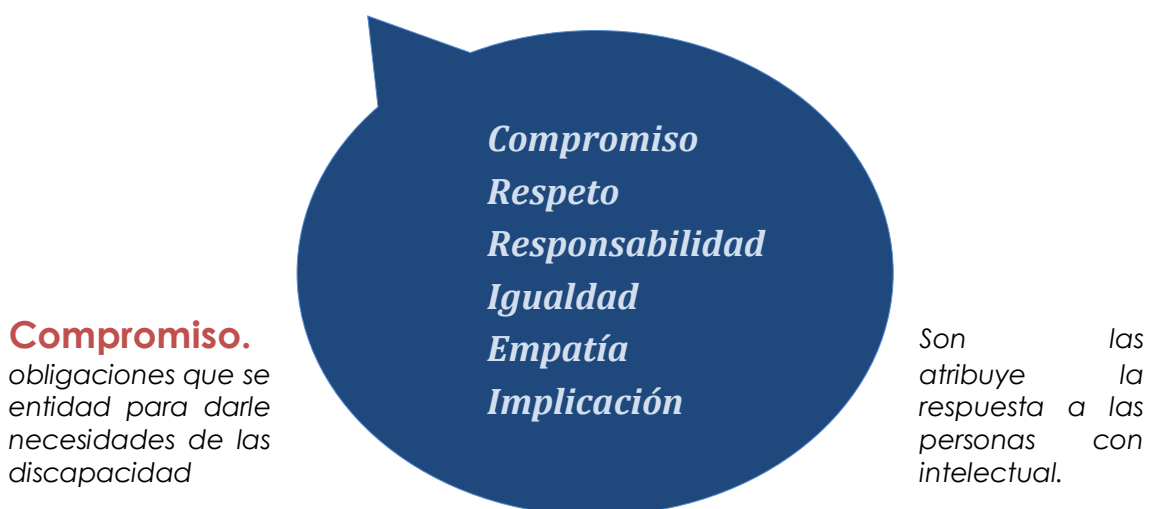 Compromiso
Respeto
Responsabilidad
Igualdad
Empatía
Implicación
Compromiso. Son las
obligaciones que se atribuye la
entidad para darle respuesta a las
necesidades de las personas con
discapacidad intelectual.